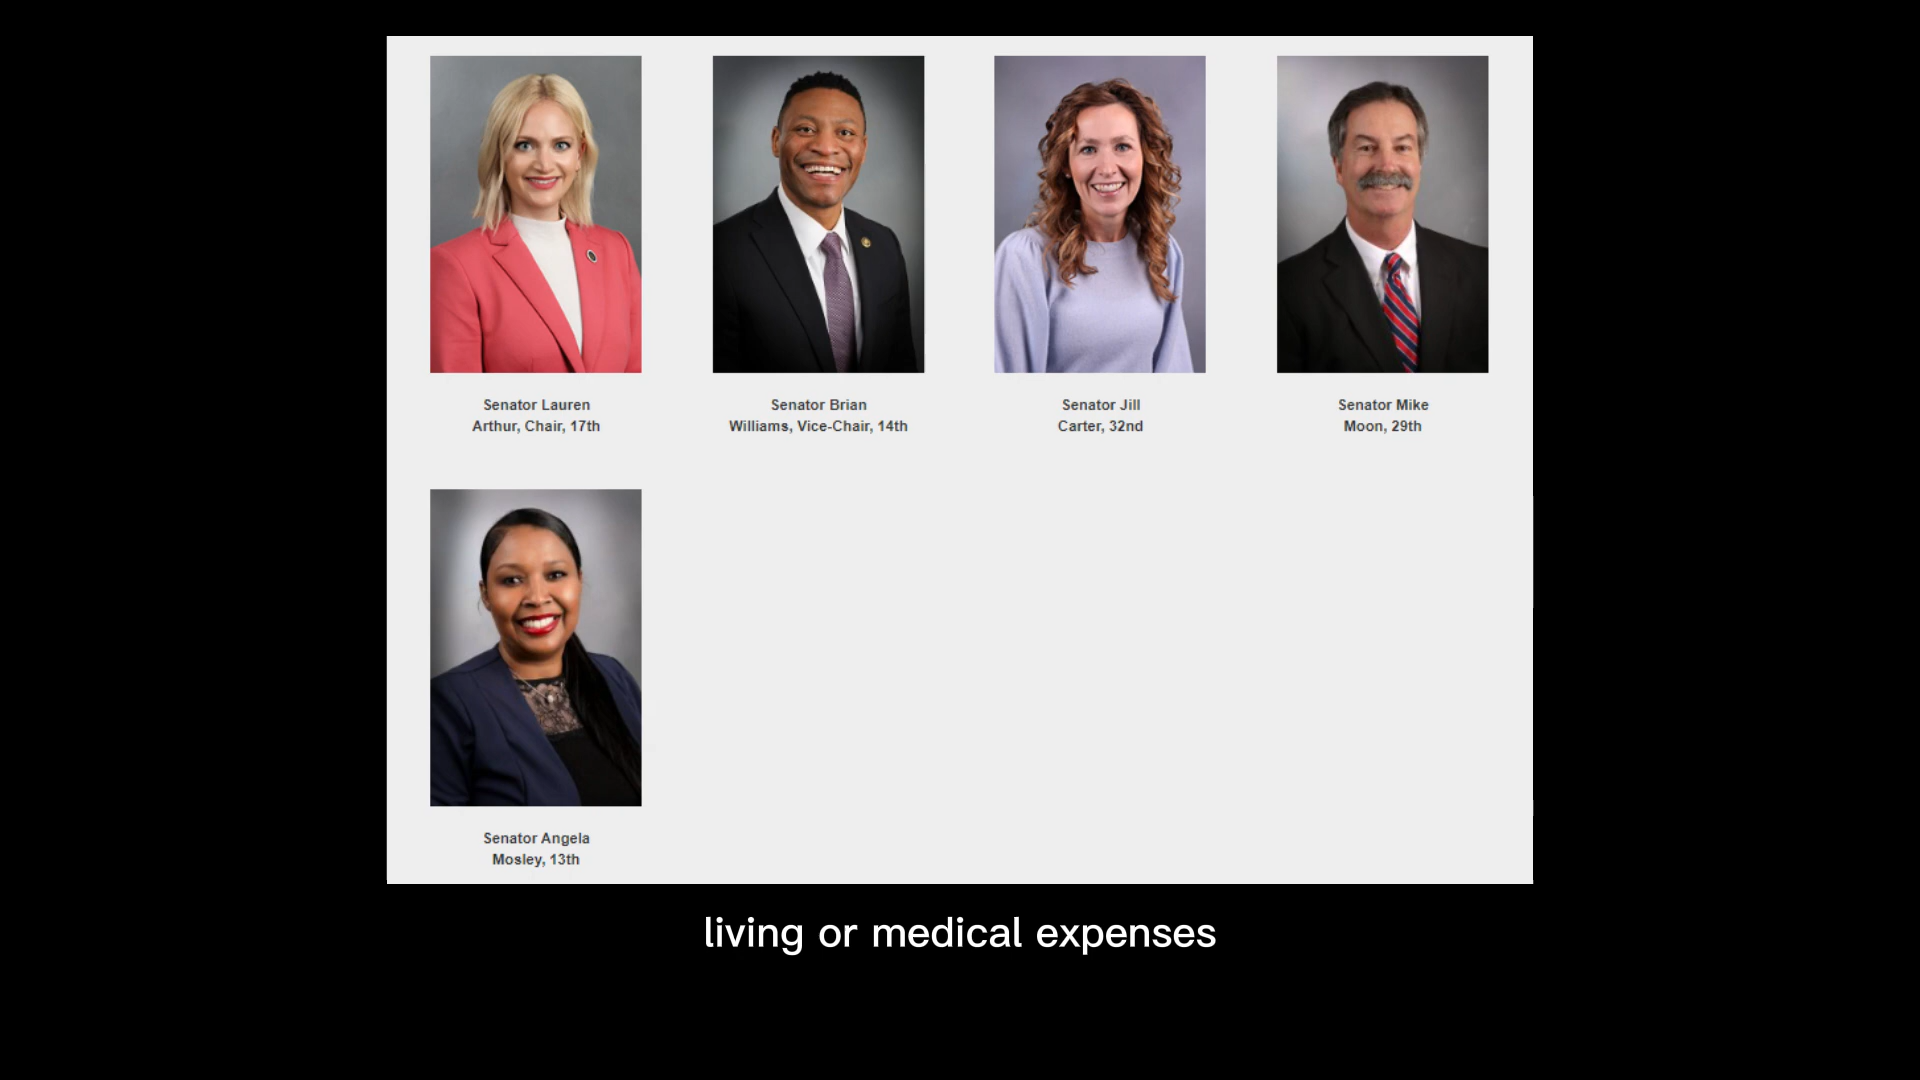 Senator Lauren
Arthur, Chair, 17th
Senator Brian
Williams, Vice-Chair, 14th
Senator Jill
Carter, 32nd
Senator Mike
Moon, 29th
Senator Angela
Mosley, 13th
living or medical expenses